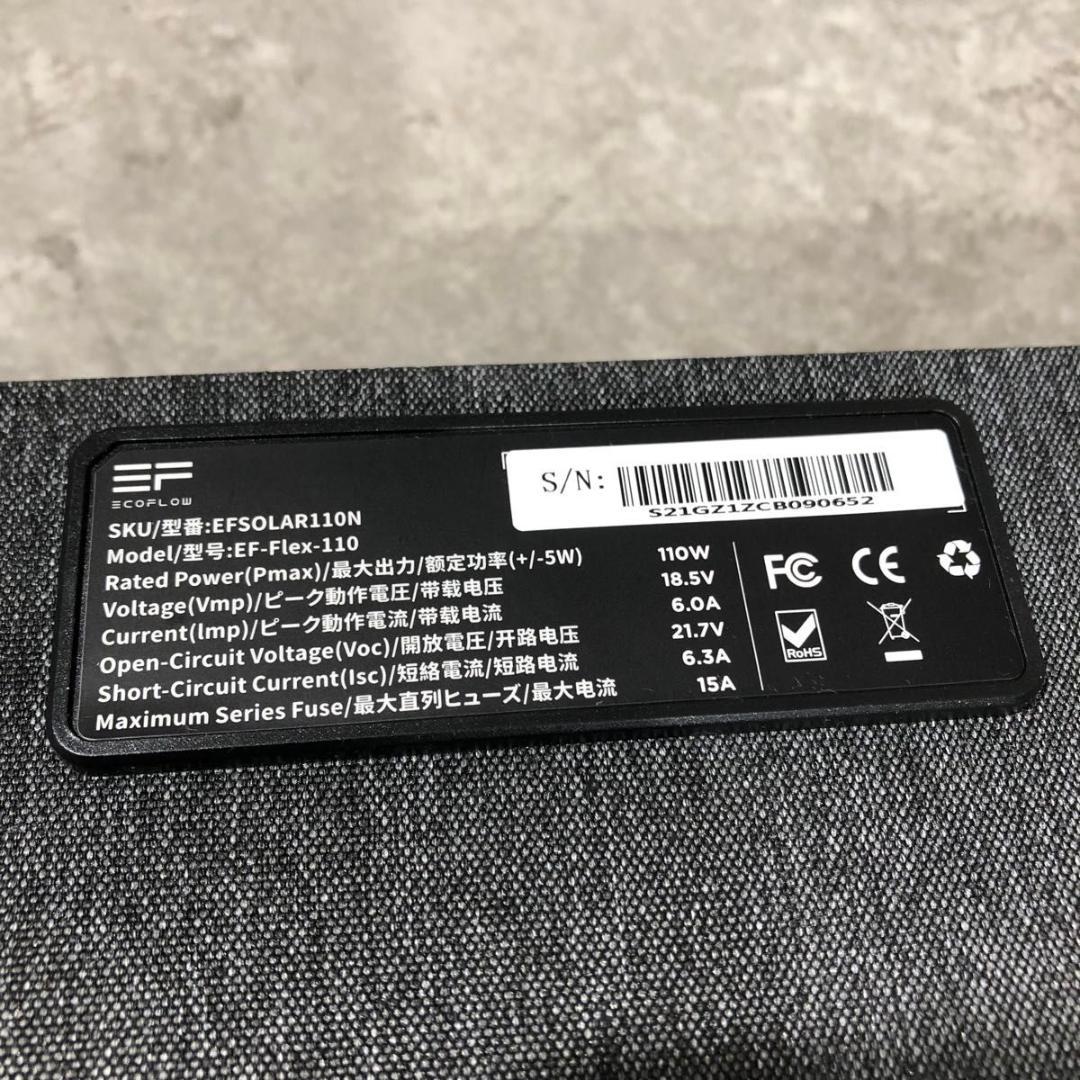 EF
ECOFLOW
S/N:
S21GZ1ZCB090652
SKU/型番:EFSOLAR110N
Model/型号:EF-Flex-110
Rated Power(Pmax)/最大出力/额定功率(+/-5W) 110W
Voltage(Vmp)/ピーク動作電圧/带载电压 18.5V
Current(lmp)/ピーク動作電流/带载电流 6.0A
Open-Circuit Voltage(Voc)/開放電圧/开路电压 21.7V
Short-Circuit Current(Isc)/短絡電流/短路电流 6.3A
Maximum Series Fuse/最大直列ヒューズ/最大电流 15A
FC CE
RoHS